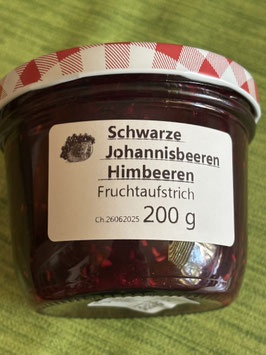 Schwarze
Johannisbeeren
Himbeeren
Fruchtaufstrich
Ch.26062025 200 g